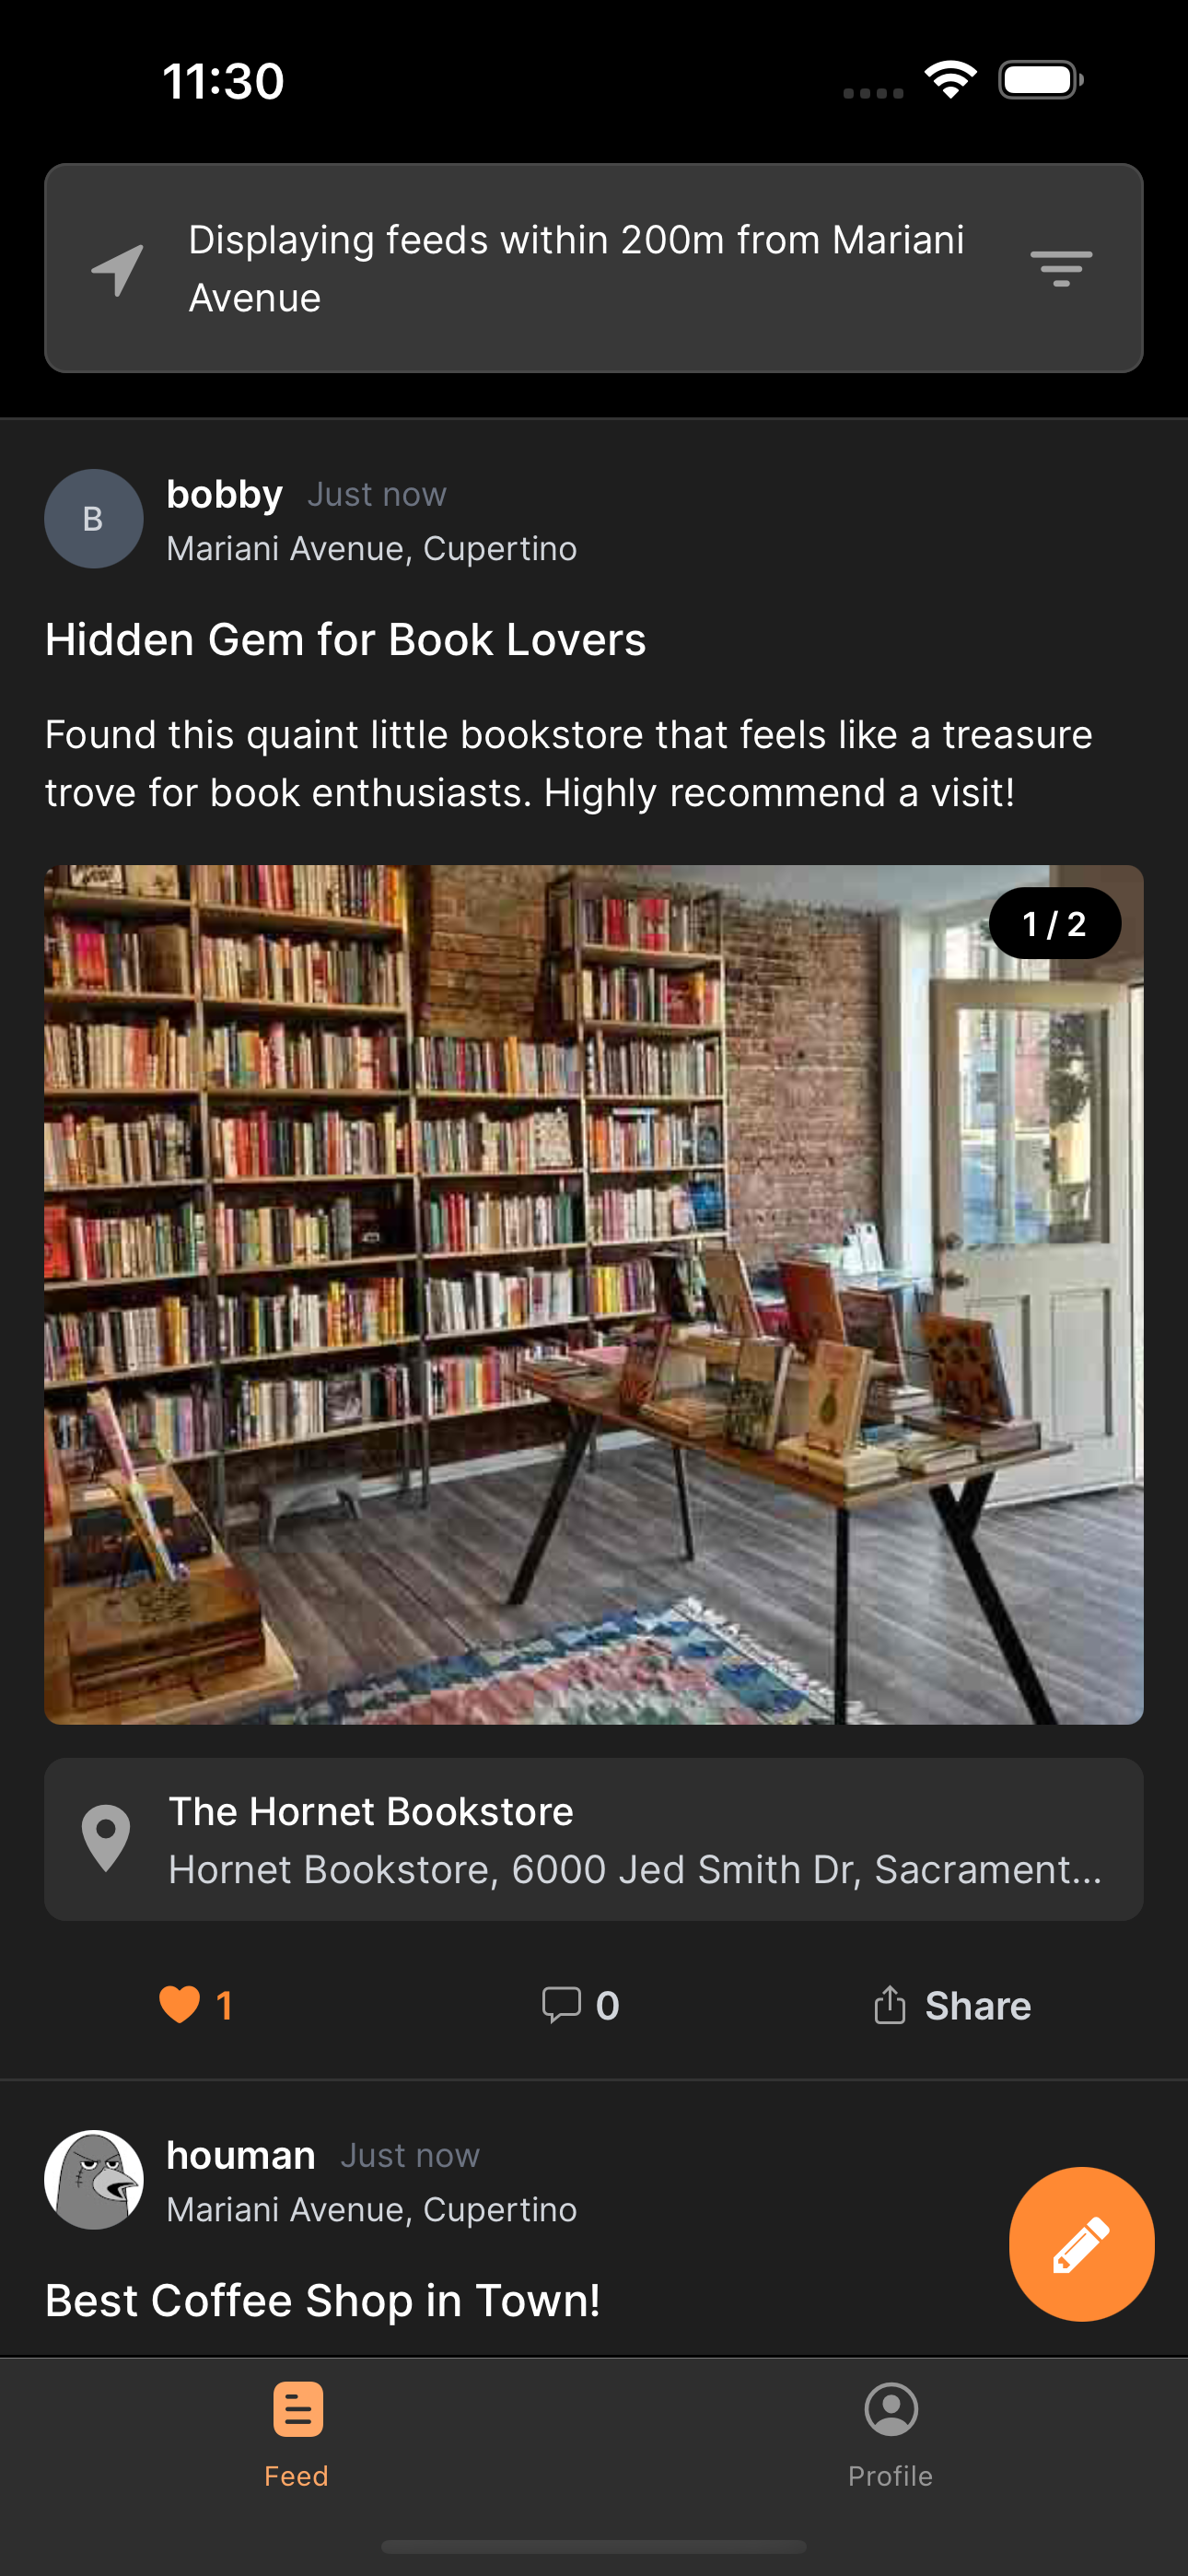 11:30
Displaying feeds within 200m from Mariani
Avenue
B
bobby Just now
Mariani Avenue, Cupertino
Hidden Gem for Book Lovers
Found this quaint little bookstore that feels like a treasure
trove for book enthusiasts. Highly recommend a visit!
1 / 2
The Hornet Bookstore
Hornet Bookstore, 6000 Jed Smith Dr, Sacrament...
1
0
Share
houman Just now
Mariani Avenue, Cupertino
Best Coffee Shop in Town!
Feed
Profile